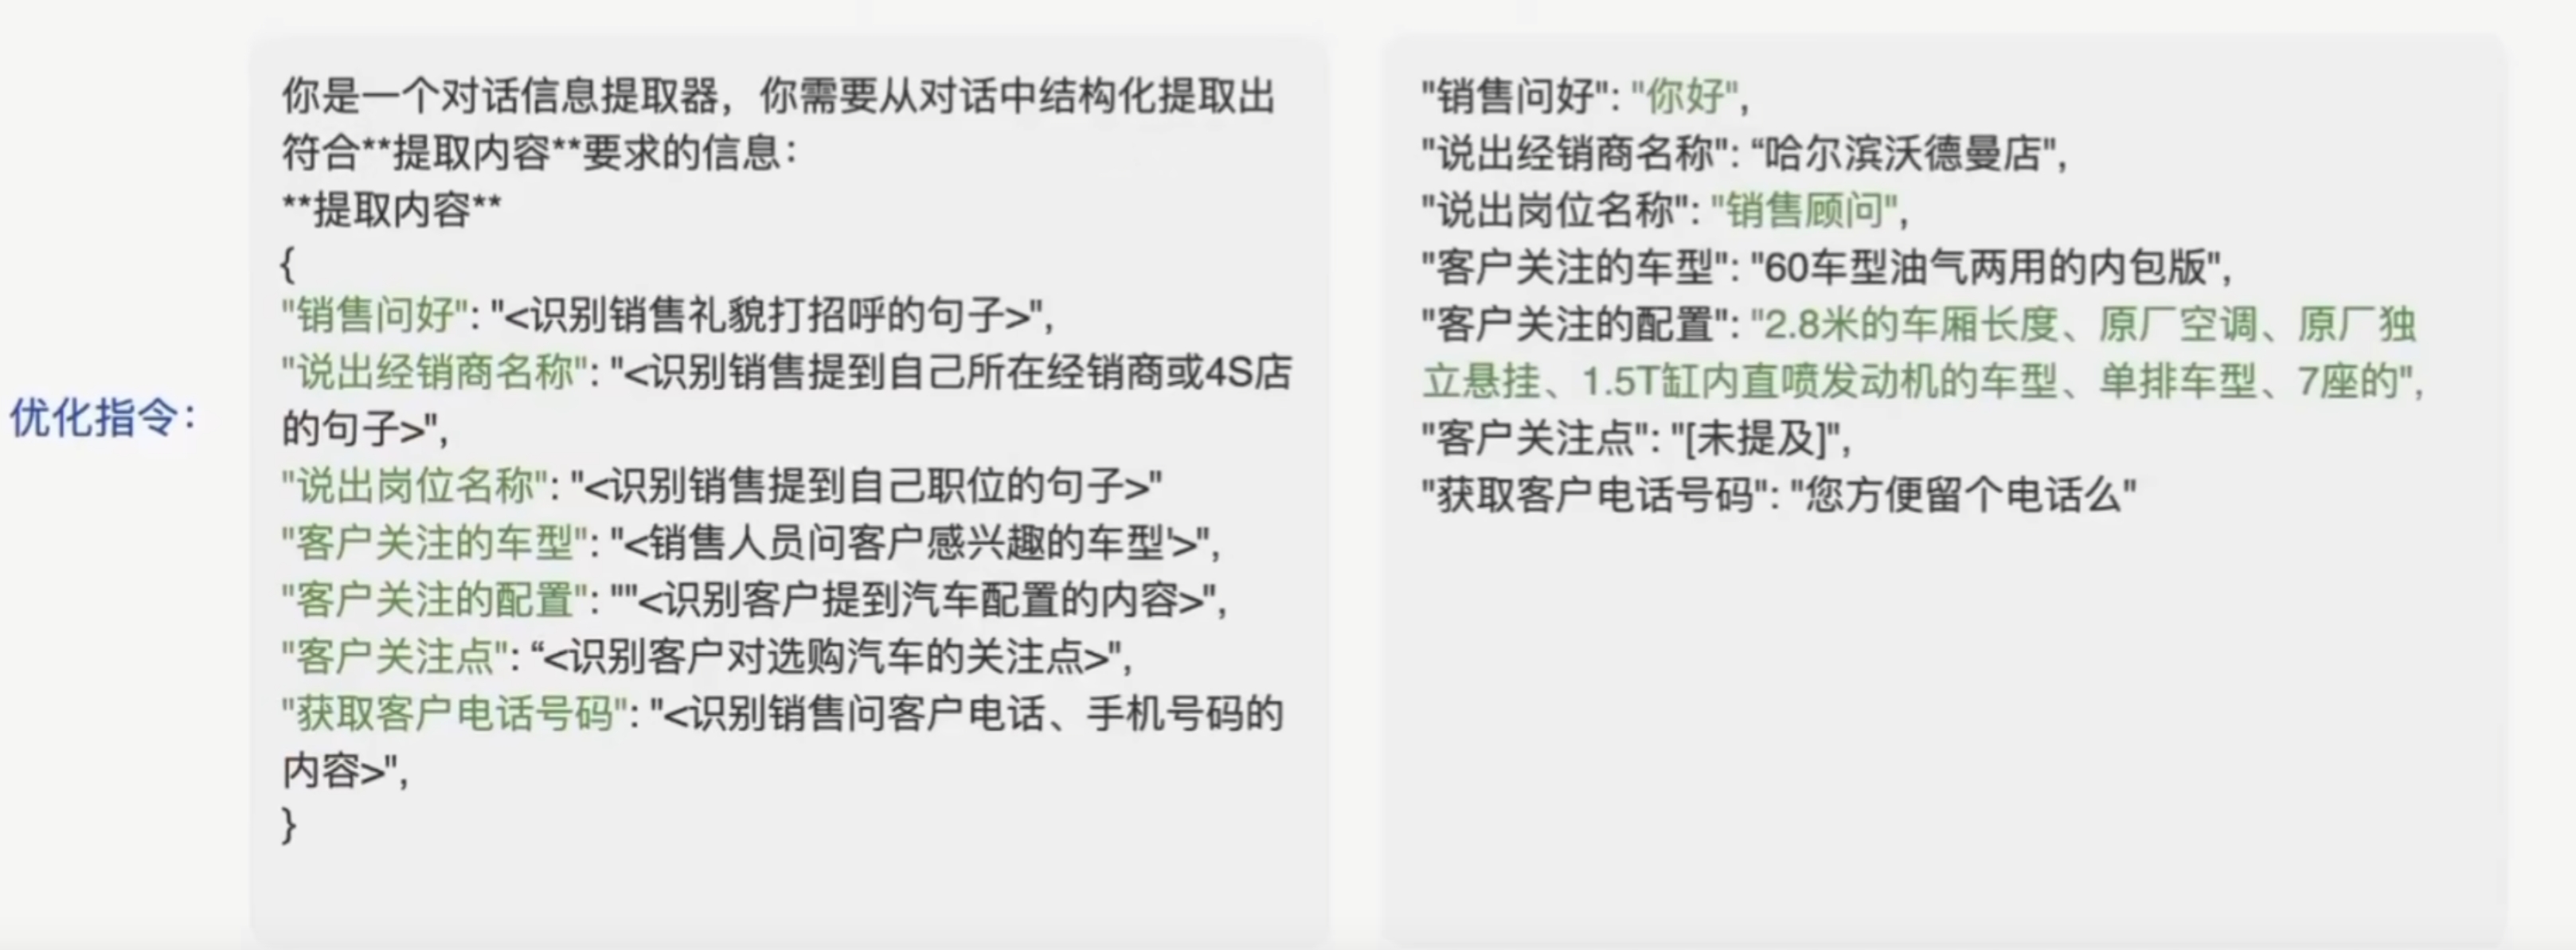 优化指令：
你是一个对话信息提取器，你需要从对话中结构化提取出
符合**提取内容**要求的信息：
**提取内容**
{
"销售问好": "<识别销售礼貌打招呼的句子>",
"说出经销商名称": "<识别销售提到自己所在经销商或4S店
的句子>",
"说出岗位名称": "<识别销售提到自己职位的句子>"
"客户关注的车型": "<销售人员问客户感兴趣的车型'>",
"客户关注的配置": ""<识别客户提到汽车配置的内容>",
"客户关注点": “<识别客户对选购汽车的关注点>",
"获取客户电话号码": "<识别销售问客户电话、手机号码的
内容>",
}
"销售问好": "你好",
"说出经销商名称": “哈尔滨沃德曼店",
"说出岗位名称": "销售顾问",
"客户关注的车型": "60车型油气两用的内包版",
"客户关注的配置": "2.8米的车厢长度、原厂空调、原厂独
立悬挂、1.5T缸内直喷发动机的车型、单排车型、7座的",
"客户关注点": "[未提及]",
"获取客户电话号码": "您方便留个电话么"